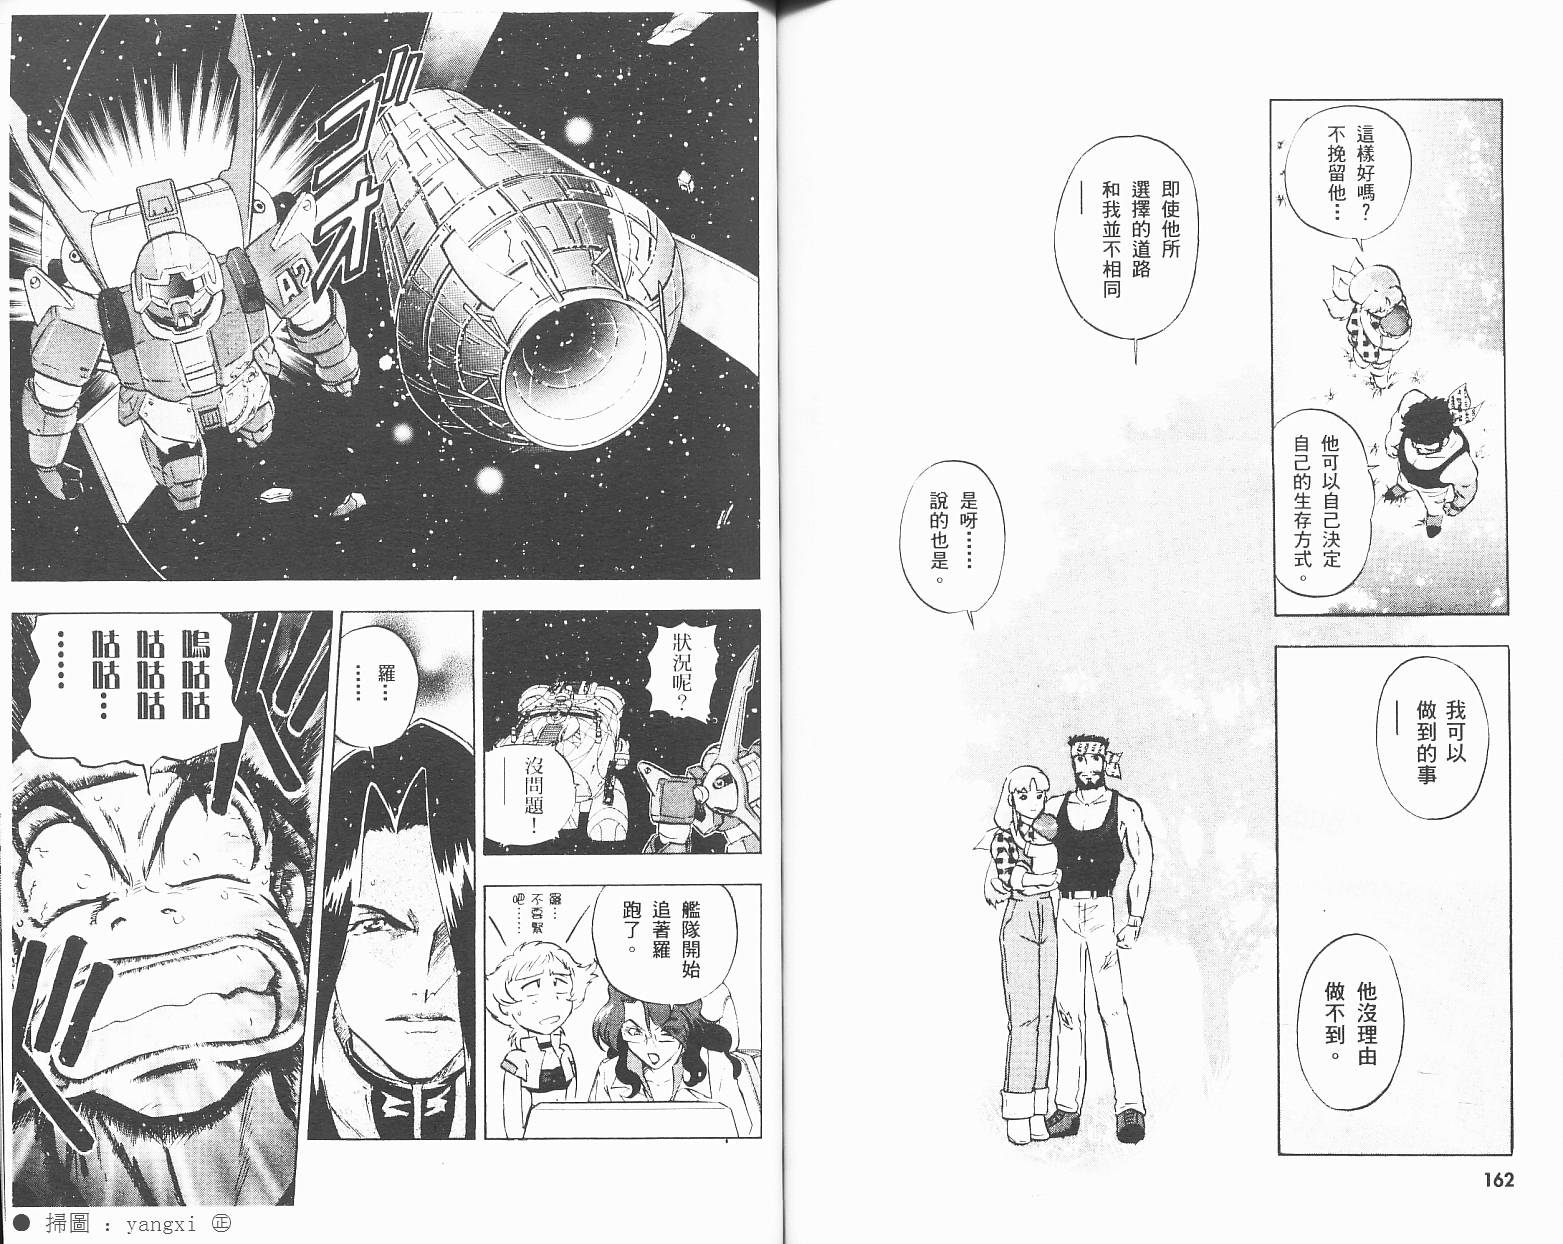 這樣好嗎?
不挽留他…
他可以自己決定
自己的生存方式。
我可以
做到的事
——
他沒理由
做不到。
即使他所
選擇的道路
和我並不相同
——
是呀……
說的也是。
162
ゴオ
A2
狀況呢?
沒問題!
——
艦隊開始
追著羅
跑了。
羅…
不要緊
吧……
羅…
……
嗚咕咕
咕咕咕
咕咕…
……
● 掃圖 : yangxi ㊣